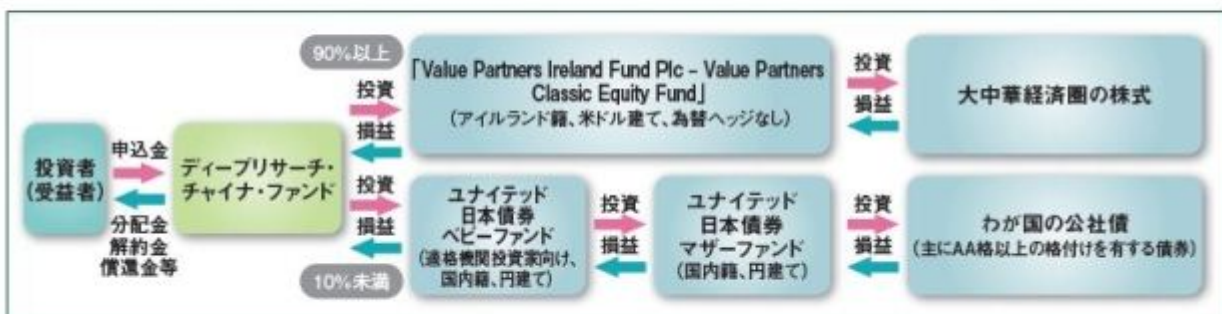 投資者
(受益者)
申込金
分配金
解約金
償還金等
ディープリサーチ・
チャイナ・ファンド
90%以上
投資
損益
「Value Partners Ireland Fund Plc – Value Partners
Classic Equity Fund」
(アイルランド籍、米ドル建て、為替ヘッジなし)
投資
損益
大中華経済圏の株式
投資
損益
10%未満
ユナイテッド
日本債券
ベビーファンド
(適格機関投資家向け、
国内籍、円建て)
投資
損益
ユナイテッド
日本債券
マザーファンド
(国内籍、円建て)
投資
損益
わが国の公社債
(主にAA格以上の格付けを有する債券)